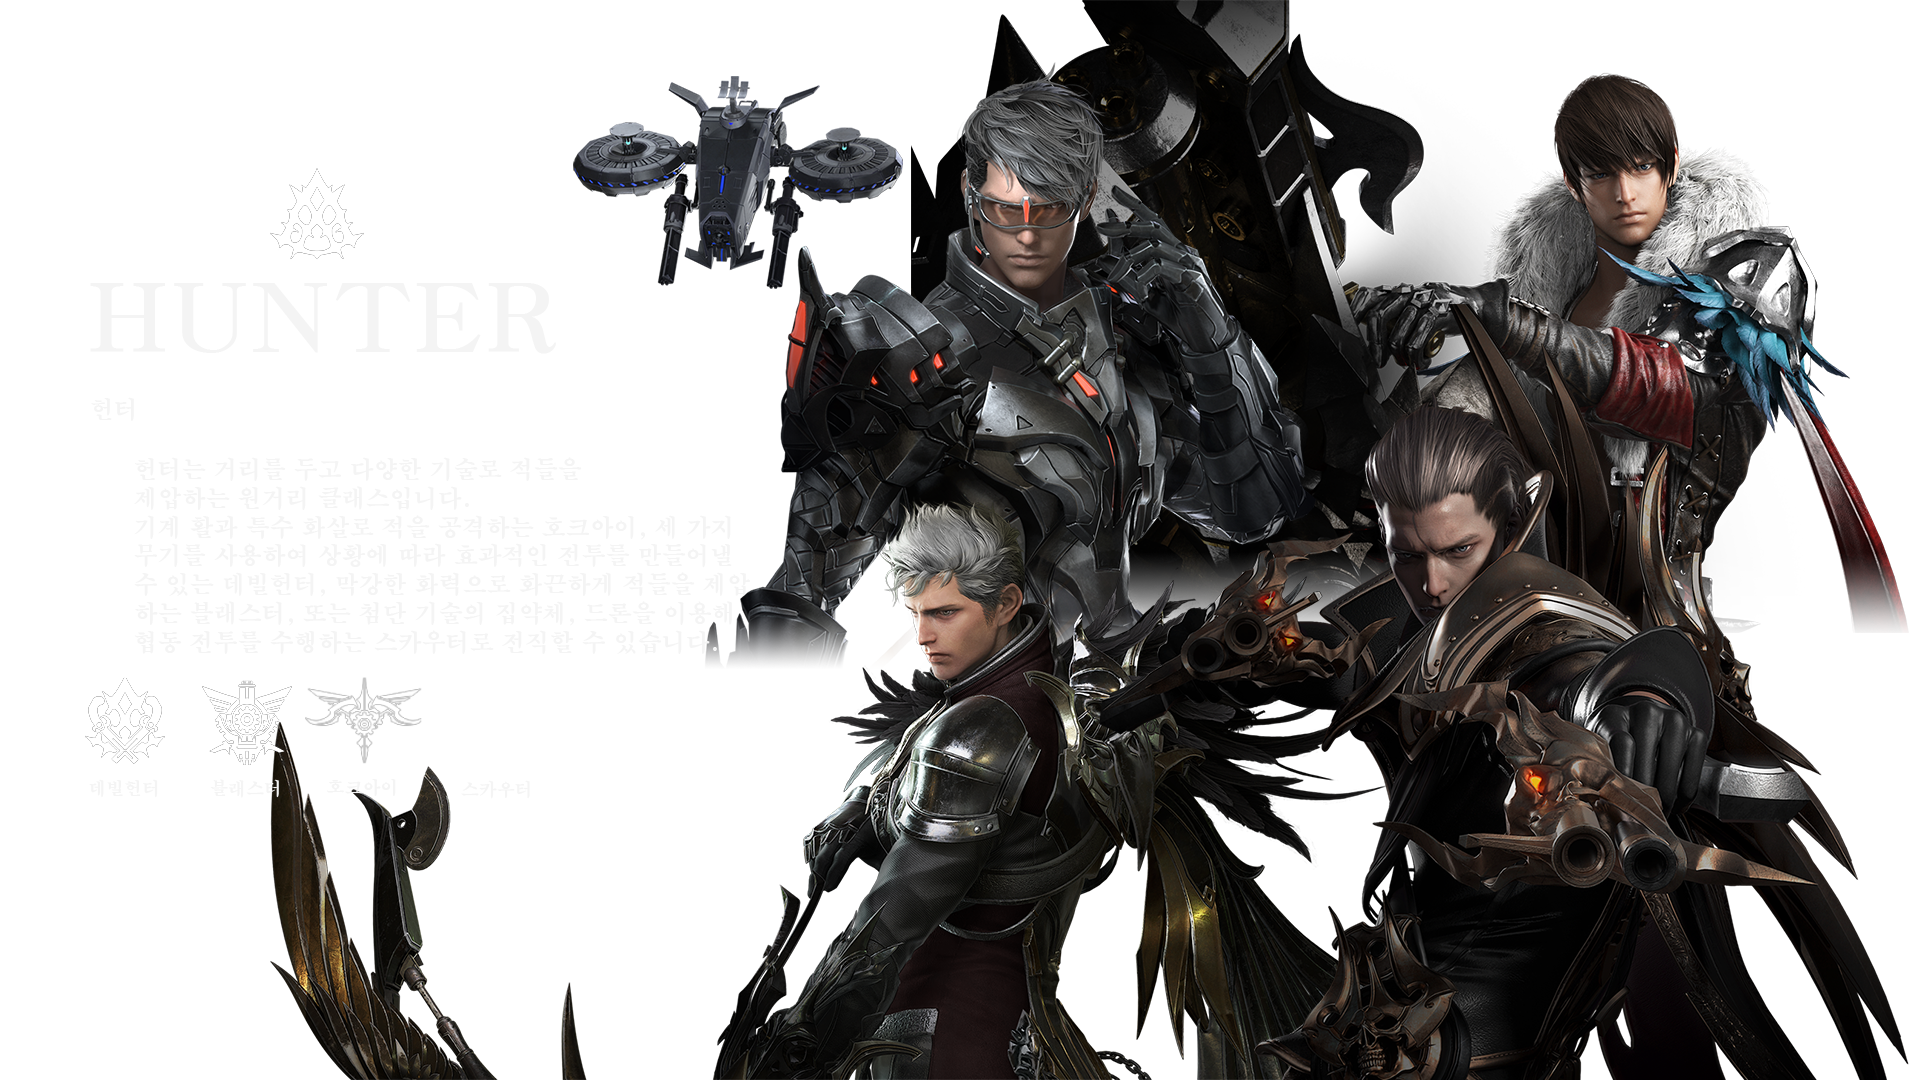 HUNTER
헌터
헌터는 거리를 두고 다양한 기술로 적들을
제압하는 원거리 클래스입니다.
기계 활과 특수 화살로 적을 공격하는 호크아이, 세 가지
무기를 사용하여 상황에 따라 효과적인 전투를 만들어낼
수 있는 데빌헌터, 막강한 화력으로 화끈하게 적들을 제압
하는 블래스터, 또는 첨단 기술의 집약체, 드론을 이용해
협동 전투를 수행하는 스카우터로 전직할 수 있습니다.
데빌헌터 블래스터 호크아이 스카우터